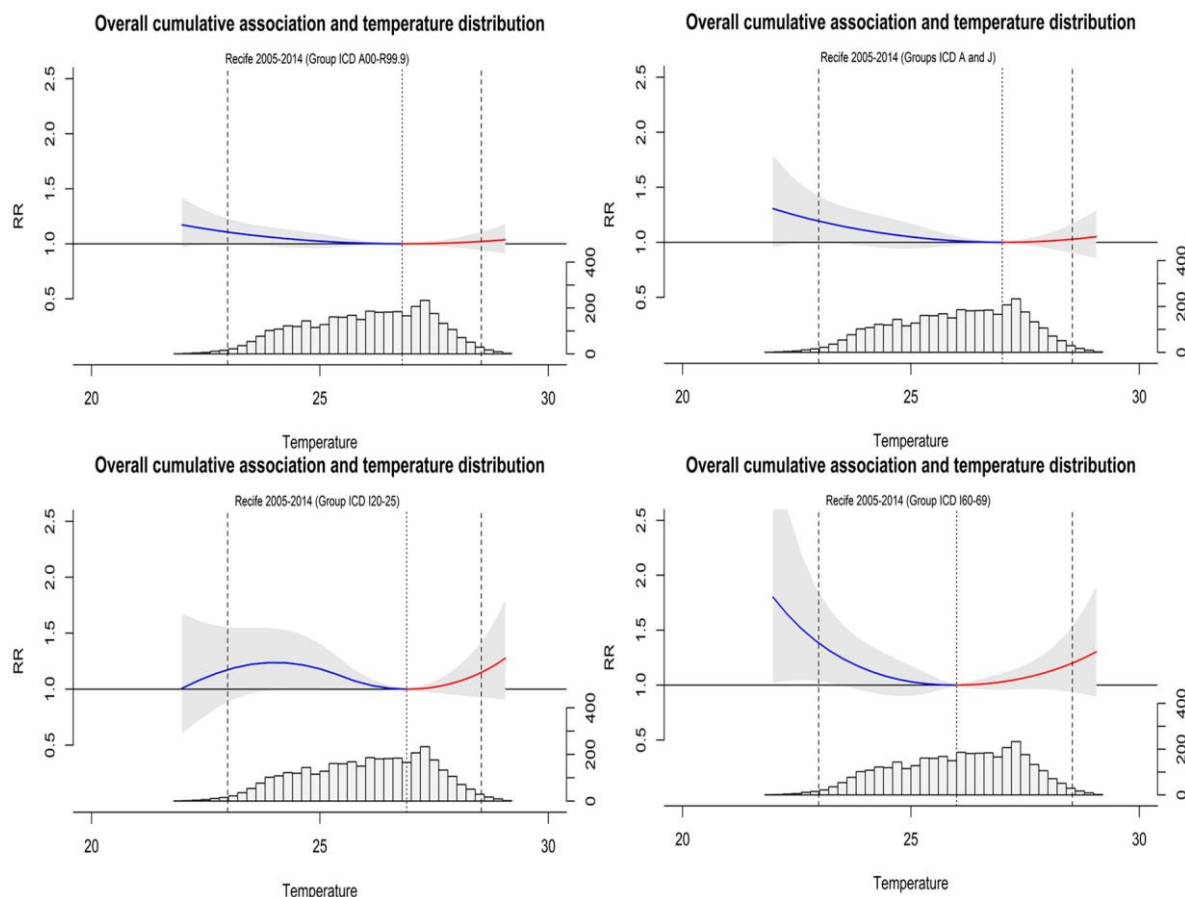 Overall cumulative association and temperature distribution
Recife 2005-2014 (Group ICD A00-R99.9)
2.5
2.0
1.5
1.0
0.5
RR
400
200
0
20
25
30
Temperature
Overall cumulative association and temperature distribution
Recife 2005-2014 (Groups ICD A and J)
2.5
2.0
1.5
1.0
0.5
RR
400
200
0
20
25
30
Temperature
Overall cumulative association and temperature distribution
Recife 2005-2014 (Group ICD I20-25)
2.5
2.0
1.5
1.0
0.5
RR
400
200
0
20
25
30
Temperature
Overall cumulative association and temperature distribution
Recife 2005-2014 (Group ICD I60-69)
2.5
2.0
1.5
1.0
0.5
RR
400
200
0
20
25
30
Temperature